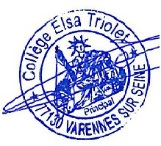 Collège Elsa Triolet
Principal
77130 VARENNES SUR SEINE